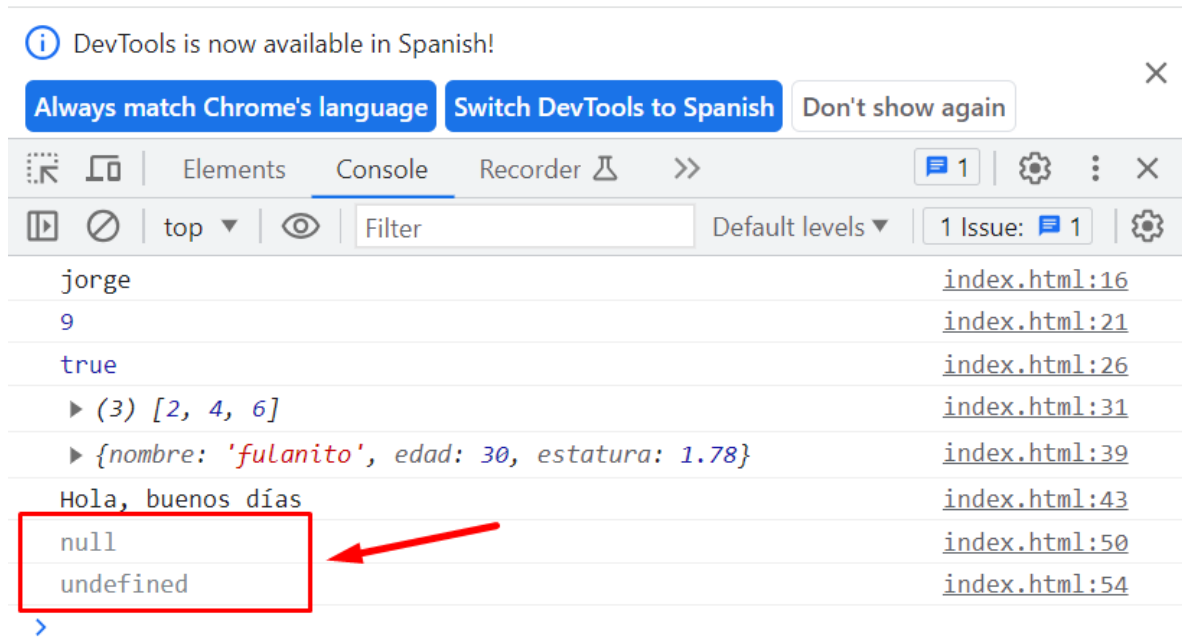 DevTools is now available in Spanish!
Always match Chrome's language Switch DevTools to Spanish Don't show again
Elements Console Recorder 1
top Filter Default levels 1 Issue: 1
jorge index.html:16
9 index.html:21
true index.html:26
(3) [2, 4, 6] index.html:31
{nombre: 'fulanito', edad: 30, estatura: 1.78} index.html:39
Hola, buenos días index.html:43
null index.html:50
undefined index.html:54